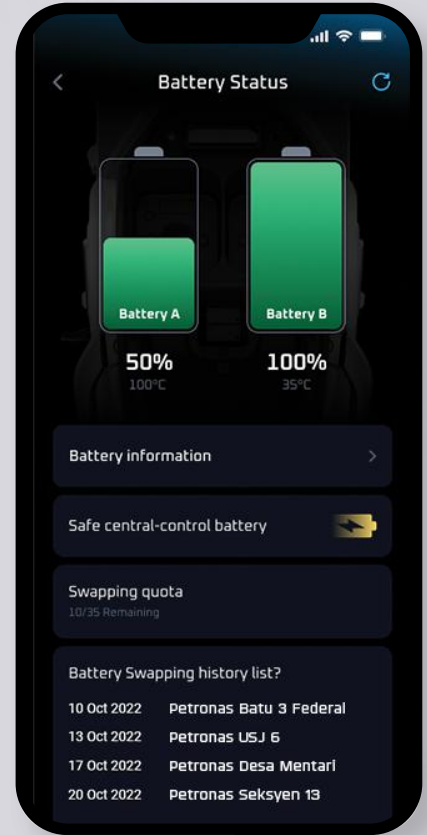 Battery Status
Battery A
Battery B
50%
100%
100°C
35°C
Battery information
Safe central-control battery
Swapping quota
10/35 Remaining
Battery Swapping history list?
10 Oct 2022 Petronas Batu 3 Federal
13 Oct 2022 Petronas USJ 6
17 Oct 2022 Petronas Desa Mentari
20 Oct 2022 Petronas Seksyen 13